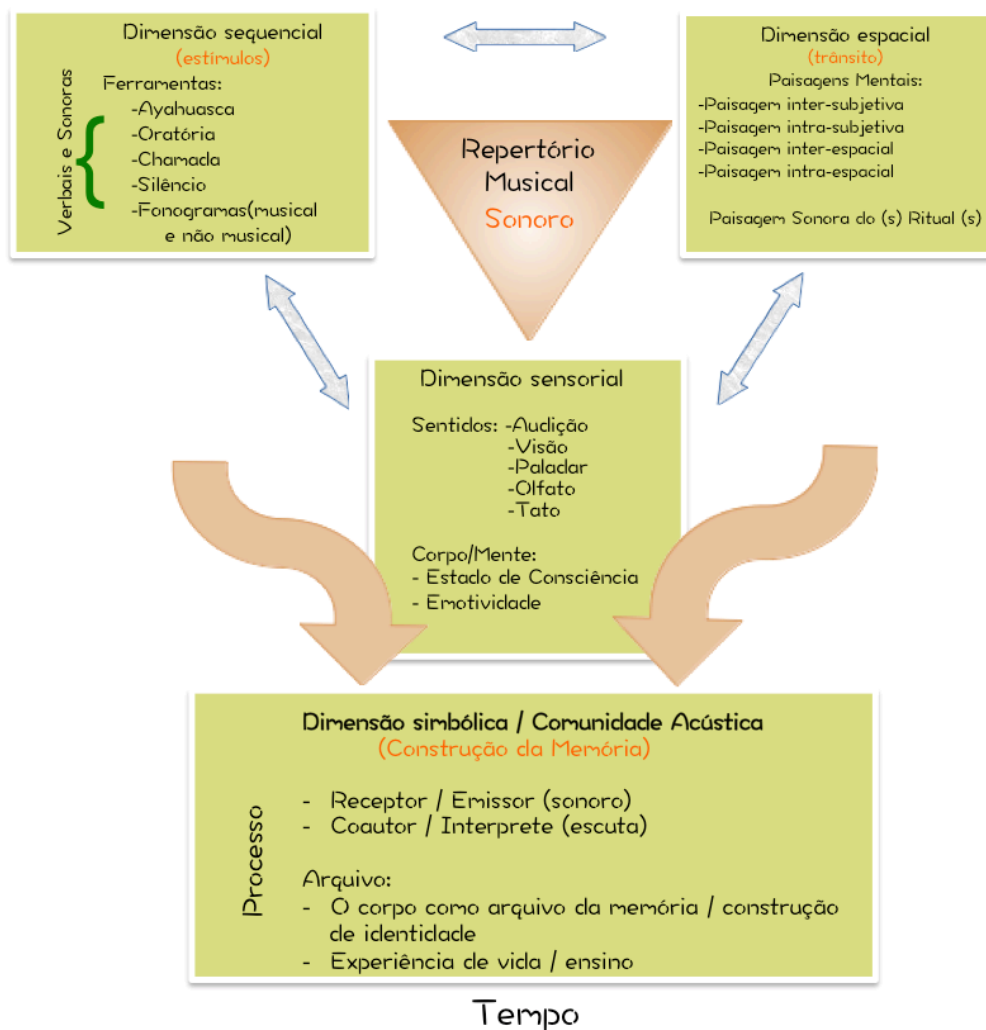 Dimensão sequencial
(estímulos)
Verbais e Sonoras
Ferramentas:
-Ayahuasca
-Oratória
-Chamada
-Silêncio
-Fonogramas(musical
e não musical)
Repertório
Musical
Sonoro
Dimensão espacial
(trânsito)
Paisagens Mentais:
-Paisagem inter-subjetiva
-Paisagem intra-subjetiva
-Paisagem inter-espacial
-Paisagem intra-espacial
Paisagem Sonora do (s) Ritual (s)
Dimensão sensorial
Sentidos: -Audição
-Visão
-Paladar
-Olfato
-Tato
Corpo/Mente:
- Estado de Consciência
- Emotividade
Dimensão simbólica / Comunidade Acústica
(Construção da Memória)
Processo
- Receptor / Emissor (sonoro)
- Coautor / Interprete (escuta)
Arquivo:
- O corpo como arquivo da memória / construção
de identidade
- Experiência de vida / ensino
Tempo